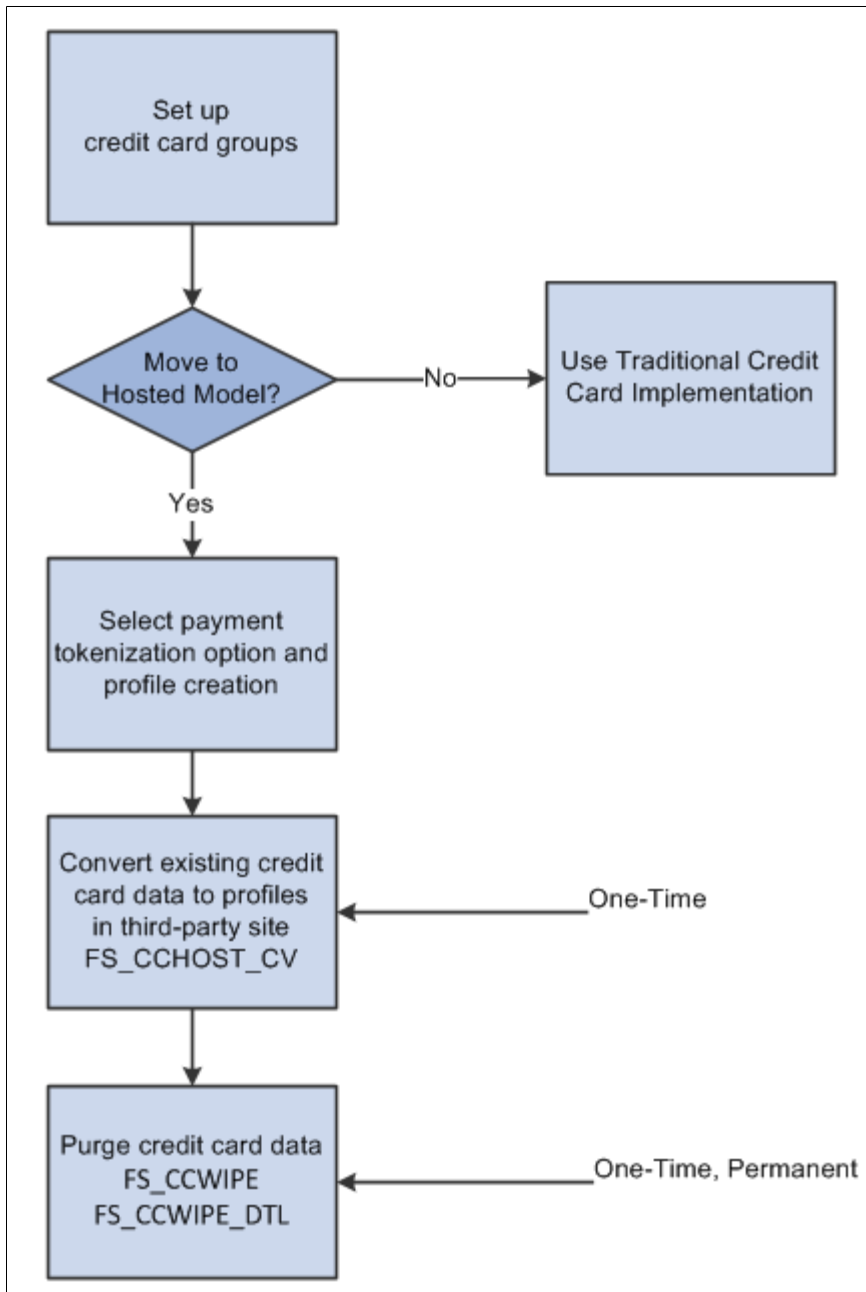 Set up
credit card groups
Move to
Hosted Model?
No
Use Traditional Credit
Card Implementation
Yes
Select payment
tokenization option and
profile creation
Convert existing credit
card data to profiles
in third-party site
FS_CCHOST_CV
One-Time
Purge credit card data
FS_CCWIPE
FS_CCWIPE_DTL
One-Time, Permanent